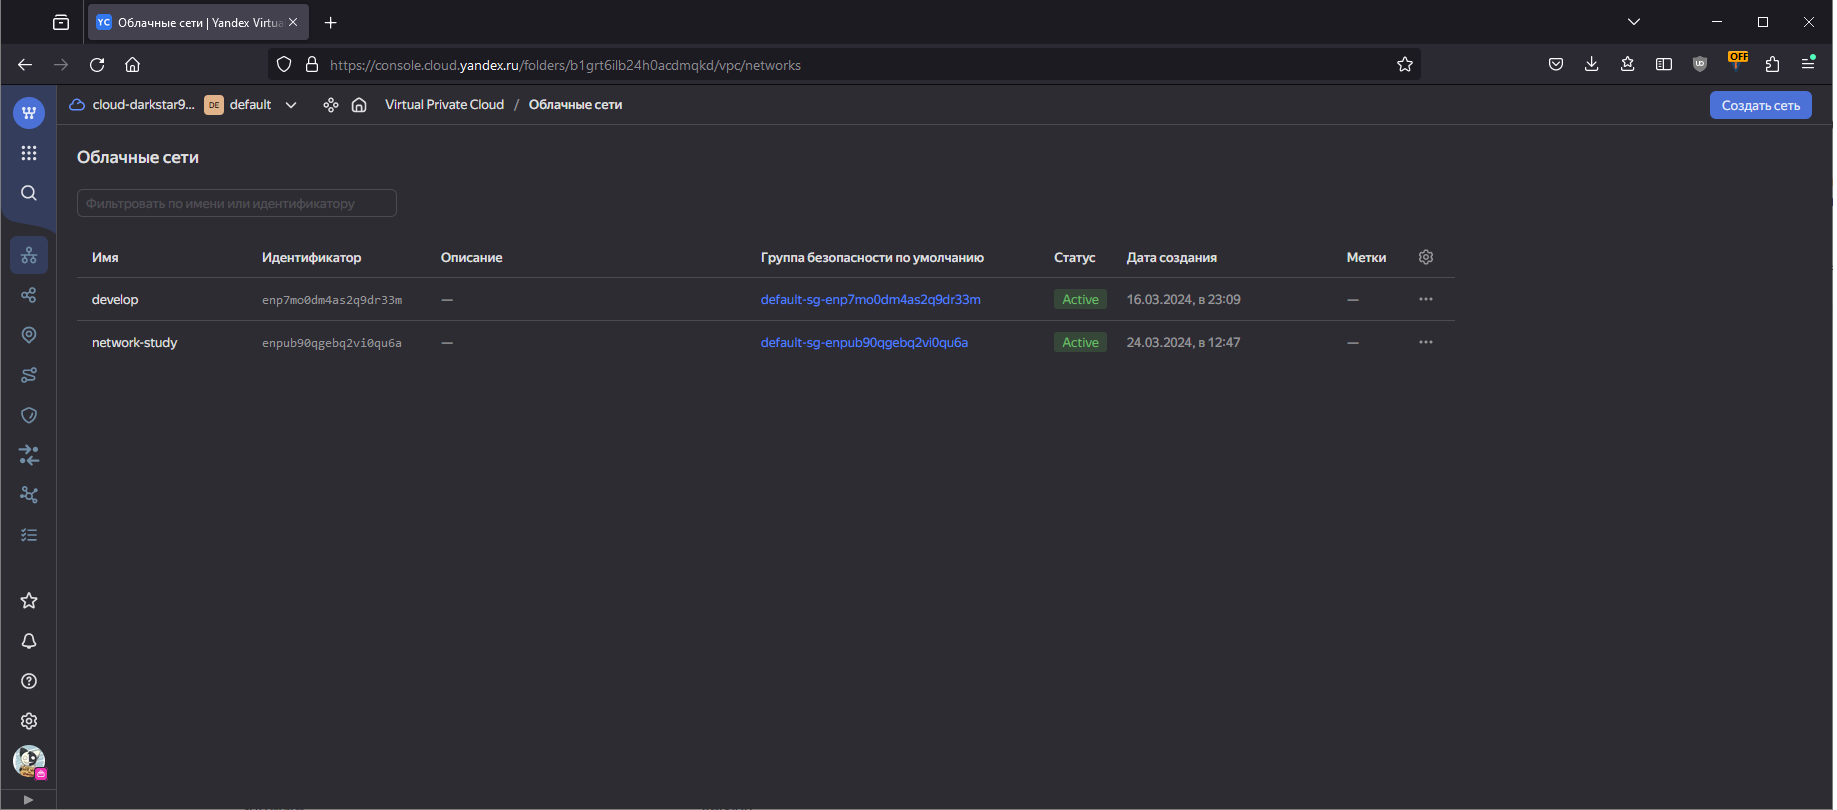 YC Облачные сети | Yandex Virtua
https://console.cloud.yandex.ru/folders/b1grt6ilb24h0acdmqkd/vpc/networks
OFF
cloud-darkstar9... DE default Virtual Private Cloud / Облачные сети
Создать сеть
Облачные сети
Фильтровать по имени или идентификатору
Имя Идентификатор Описание Группа безопасности по умолчанию Статус Дата создания Метки
develop enp7mo0dm4as2q9dr33m — default-sg-enp7mo0dm4as2q9dr33m Active 16.03.2024, в 23:09 —
network-study enpub90qgebq2vi0qu6a — default-sg-enpub90qgebq2vi0qu6a Active 24.03.2024, в 12:47 —